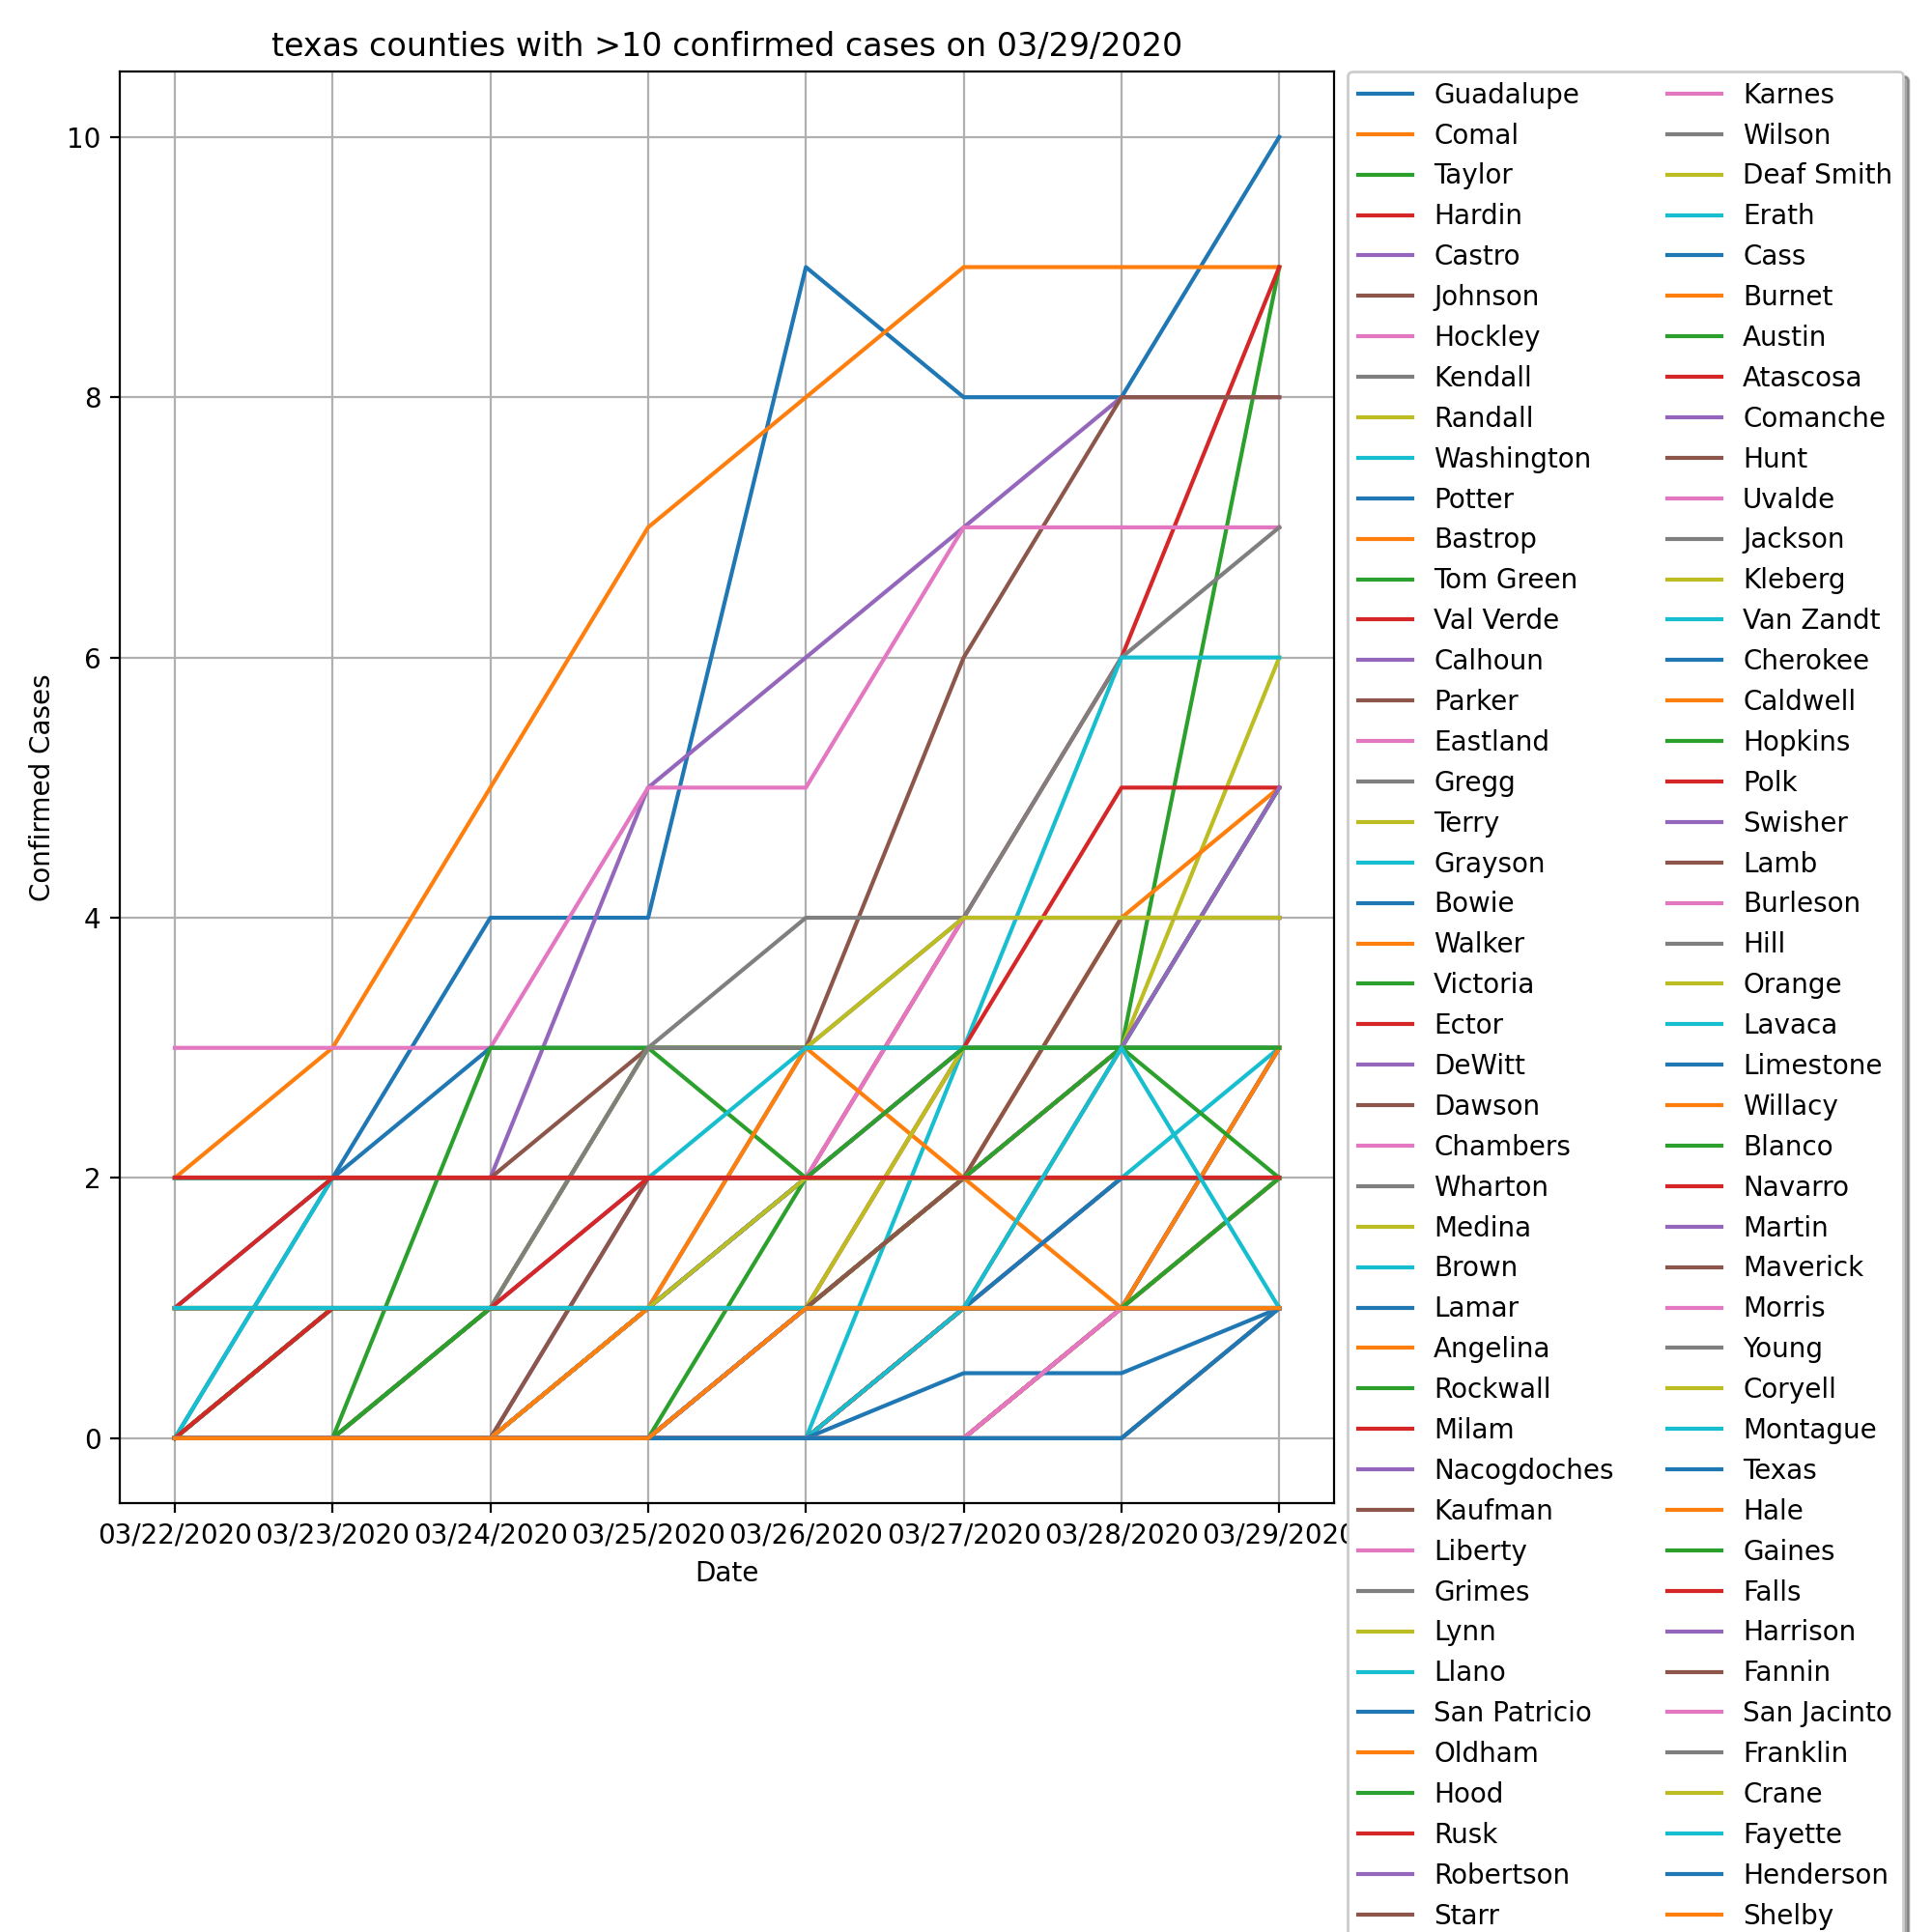 texas counties with >10 confirmed cases on 03/29/2020
10
8
6
4
2
0
Confirmed Cases
03/22/2020 03/23/2020 03/24/2020 03/25/2020 03/26/2020 03/27/2020 03/28/2020 03/29/2020
Date
Guadalupe
Comal
Taylor
Hardin
Castro
Johnson
Hockley
Kendall
Randall
Washington
Potter
Bastrop
Tom Green
Val Verde
Calhoun
Parker
Eastland
Gregg
Terry
Grayson
Bowie
Walker
Victoria
Ector
DeWitt
Dawson
Chambers
Wharton
Medina
Brown
Lamar
Angelina
Rockwall
Milam
Nacogdoches
Kaufman
Liberty
Grimes
Lynn
Llano
San Patricio
Oldham
Hood
Rusk
Robertson
Starr
Karnes
Wilson
Deaf Smith
Erath
Cass
Burnet
Austin
Atascosa
Comanche
Hunt
Uvalde
Jackson
Kleberg
Van Zandt
Cherokee
Caldwell
Hopkins
Polk
Swisher
Lamb
Burleson
Hill
Orange
Lavaca
Limestone
Willacy
Blanco
Navarro
Martin
Maverick
Morris
Young
Coryell
Montague
Texas
Hale
Gaines
Falls
Harrison
Fannin
San Jacinto
Franklin
Crane
Fayette
Henderson
Shelby